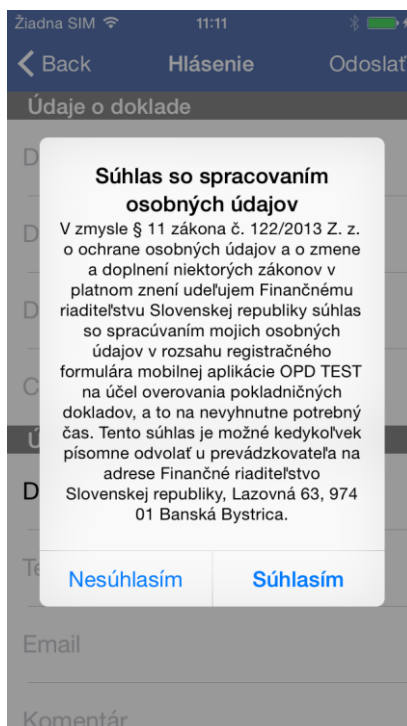 Žiadna SIM 11:11
Back Hlásenie Odoslať
Údaje o doklade
D
Súhlas so spracovaním
osobných údajov
D
V zmysle § 11 zákona č. 122/2013 Z. z.
o ochrane osobných údajov a o zmene
a doplnení niektorých zákonov v
platnom znení udeľujem Finančnému
D
riaditeľstvu Slovenskej republiky súhlas
so spracúvaním mojich osobných
údajov v rozsahu registračného
formulára mobilnej aplikácie OPD TEST
C
na účel overovania pokladničných
dokladov, a to na nevyhnutne potrebný
Ú
čas. Tento súhlas je možné kedykoľvek
písomne odvolať u prevádzkovateľa na
adrese Finančné riaditeľstvo
D
Slovenskej republiky, Lazovná 63, 974
01 Banská Bystrica.
Te
Nesúhlasím Súhlasím
Email
Komentár